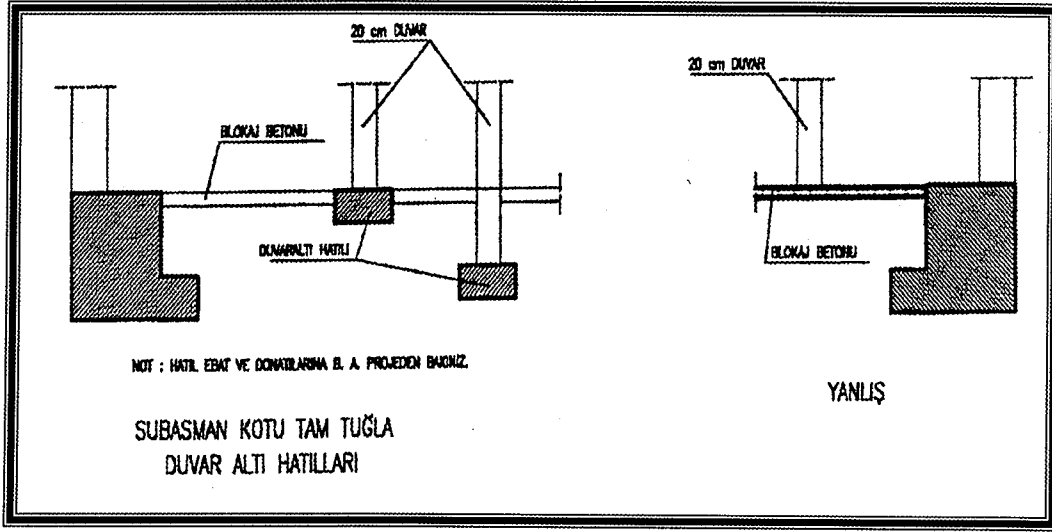 20 cm DUVAR
BLOKAJ BETONU
DUVARALTI HATILI
NOT : HATIL EBAT VE DONATILARINA B. A. PROJEDEN BAKINIZ.
SUBASMAN KOTU TAM TUĞLA
DUVAR ALTI HATILLARI
20 cm DUVAR
BLOKAJ BETONU
YANLIŞ